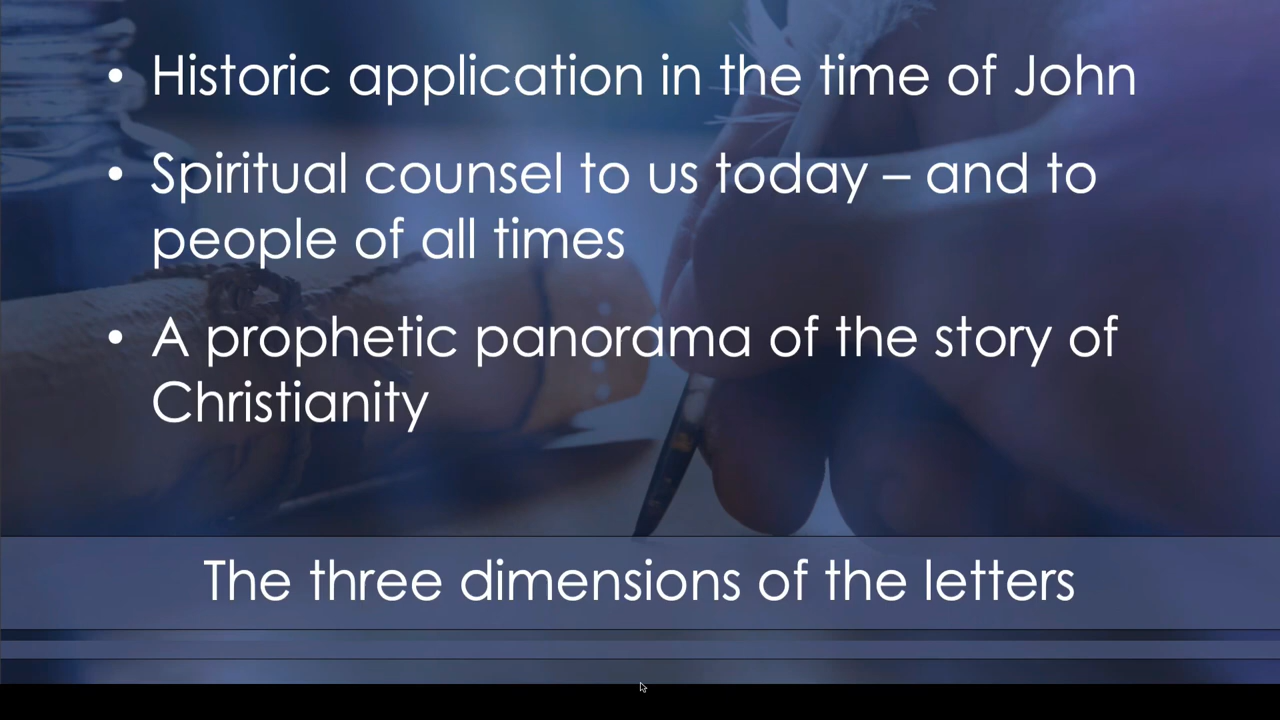 • Historic application in the time of John
• Spiritual counsel to us today – and to
people of all times
• A prophetic panorama of the story of
Christianity
The three dimensions of the letters